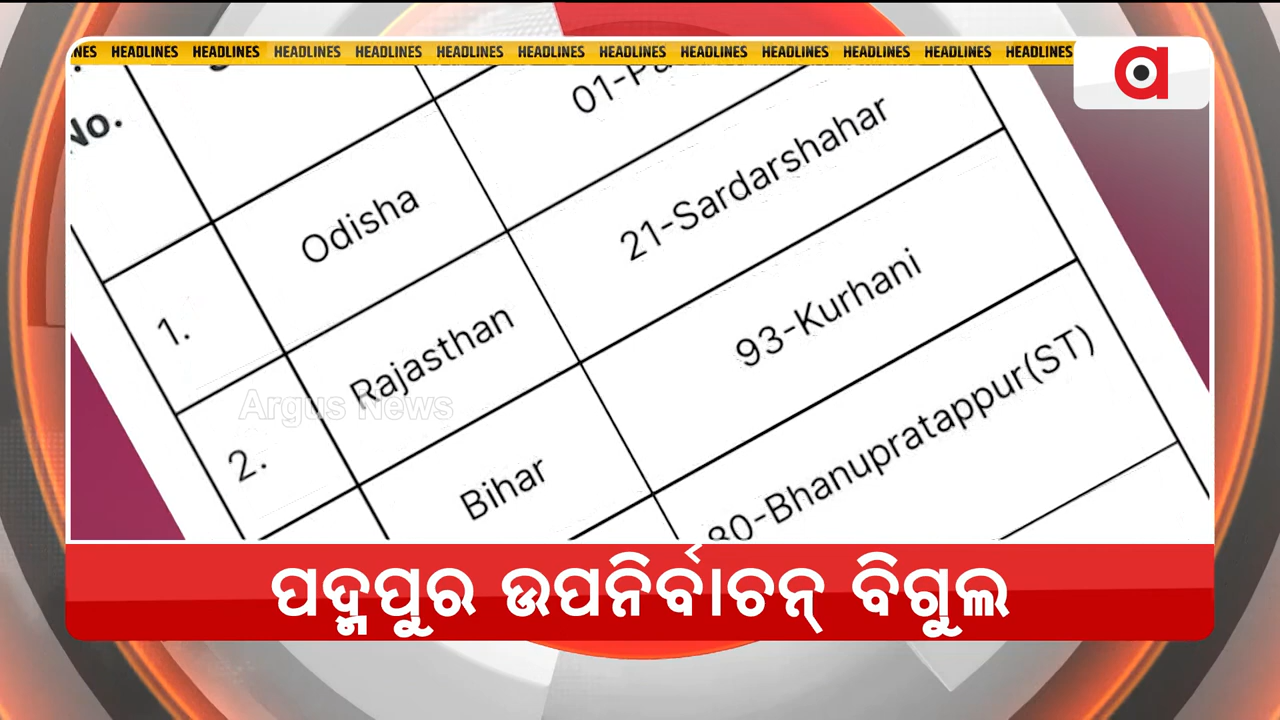 HEADLINES HEADLINES HEADLINES HEADLINES HEADLINES HEADLINES HEADLINES HEADLINES HEADLINES HEADLINES HEADLINES HEADLINES
a
No.
1. Odisha
2. Rajasthan 21-Sardarshahar
Bihar 93-Kurhani
80-Bhanupratappur(ST)
Argus News
ପଦ୍ମପୁର ଉପନିର୍ବାଚନ୍ ବିଗୁଲ